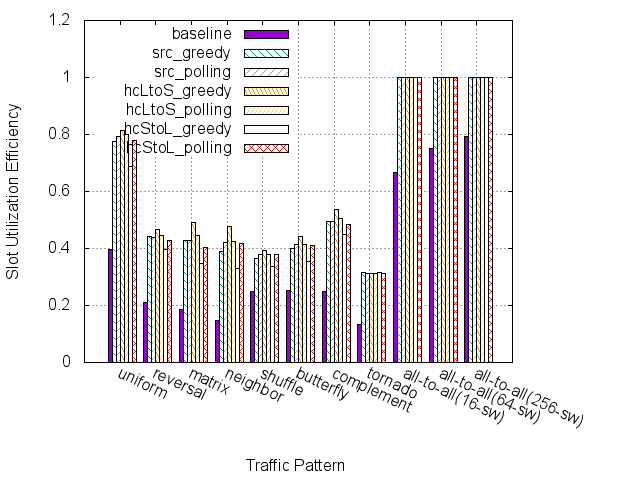 1.2
1
0.8
0.6
0.4
0.2
0
Slot Utilization Efficiency
baseline
src_greedy
src_polling
hcLtoS_greedy
hcLtoS_polling
hcStoL_greedy
hcStoL_polling
uniform
reversal
matrix
neighbor
shuffle
butterfly
complement
tornado
all-to-all(16-sw)
all-to-all(64-sw)
all-to-all(256-sw)
Traffic Pattern